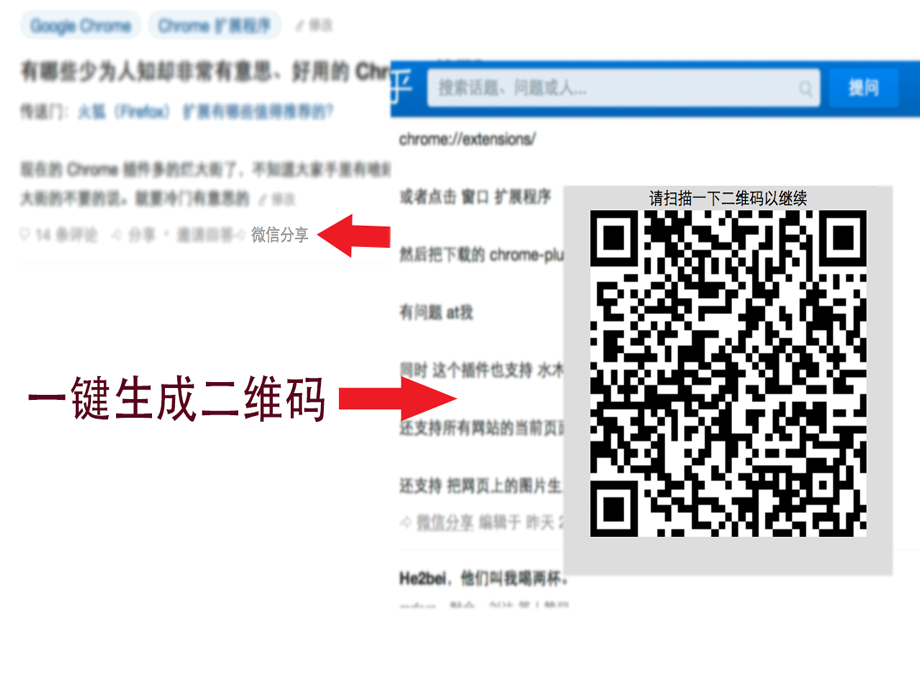 Google Chrome Chrome 扩展程序 修改
有哪些少为人知却非常有意思、好用的 Chr
传送门：火狐（Firefox） 扩展有哪些值得推荐的？
现在的 Chrome 插件多的烂大街了，不知道大家手里有啥好
大街的不要的说。就要冷门有意思的 修改
14 条评论 分享 • 邀请回答 微信分享
一键生成二维码
乎 搜索话题、问题或人... 提问
chrome://extensions/
或者点击 窗口 扩展程序
然后把下载的 chrome-plu
有问题 at我
同时 这个插件也支持 水木
还支持所有网站的当前页面
还支持 把网页上的图片生
微信分享 编辑于 昨天 2
He2bei，他们叫我喝两杯。
请扫描一下二维码以继续